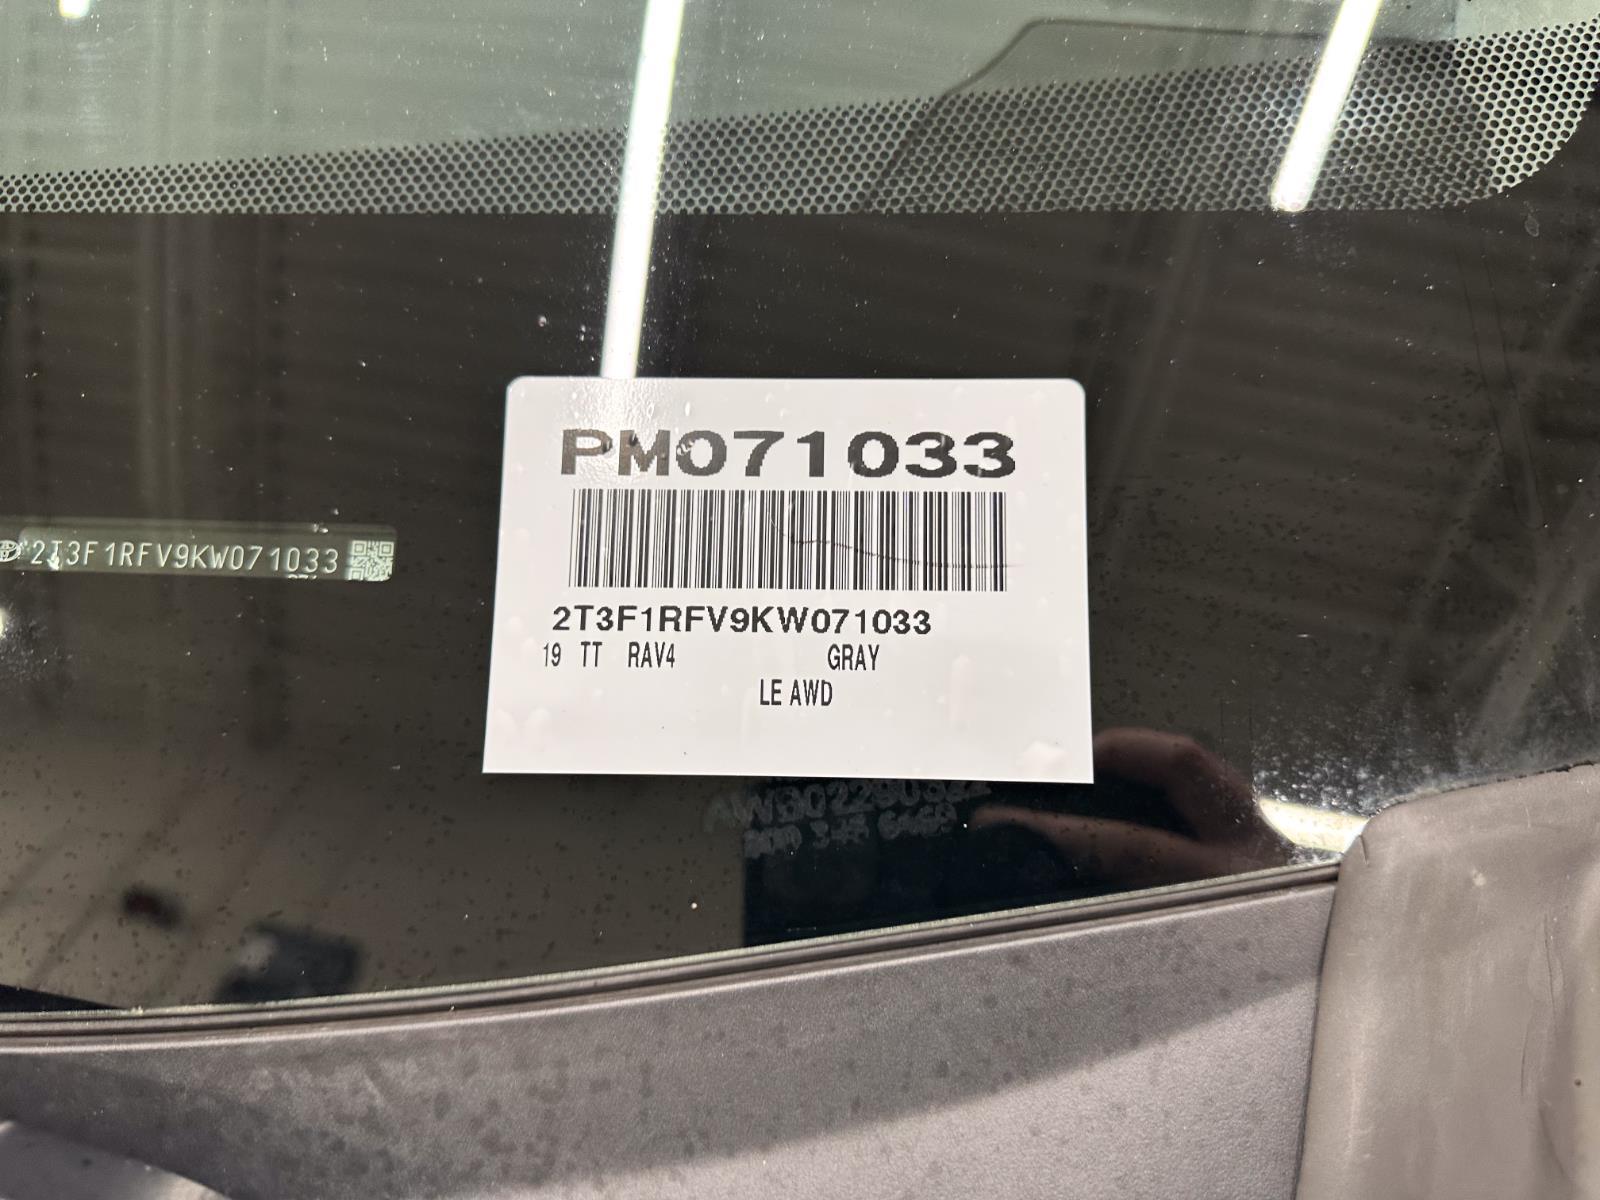 PM071033
2T3F1RFV9KW071033
2T3F1RFV9KW071033
19 TT RAV4 GRAY
LE AWD